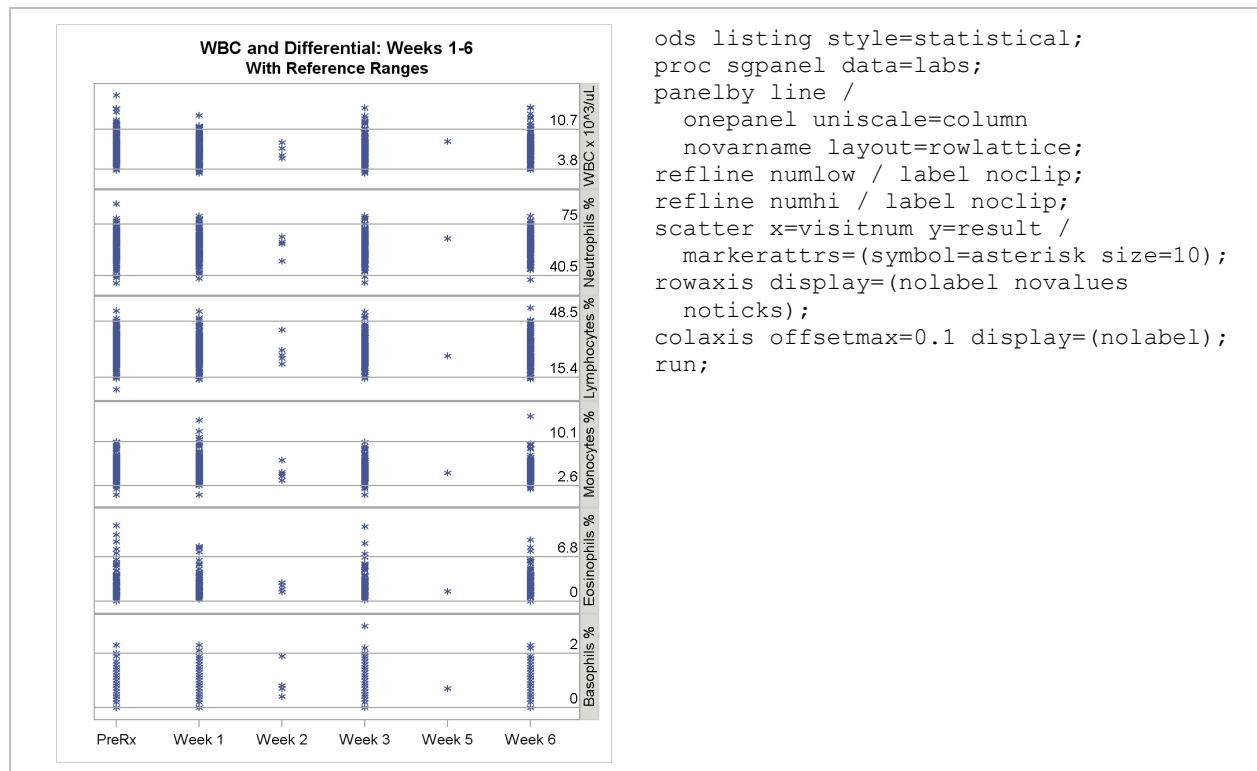 WBC and Differential: Weeks 1-6
With Reference Ranges
10.7
3.8
WBC x 10^3/uL
75
40.5
Neutrophils %
48.5
15.4
Lymphocytes %
10.1
2.6
Monocytes %
6.8
0
Eosinophils %
2
0
Basophils %
PreRx Week 1 Week 2 Week 3 Week 5 Week 6
ods listing style=statistical;
proc sgpanel data=labs;
panelby line /
onepanel uniscale=column
novarname layout=rowlattice;
refline numlow / label noclip;
refline numhi / label noclip;
scatter x=visitnum y=result /
markerattrs=(symbol=asterisk size=10);
rowaxis display=(nolabel novalues
noticks);
colaxis offsetmax=0.1 display=(nolabel);
run;